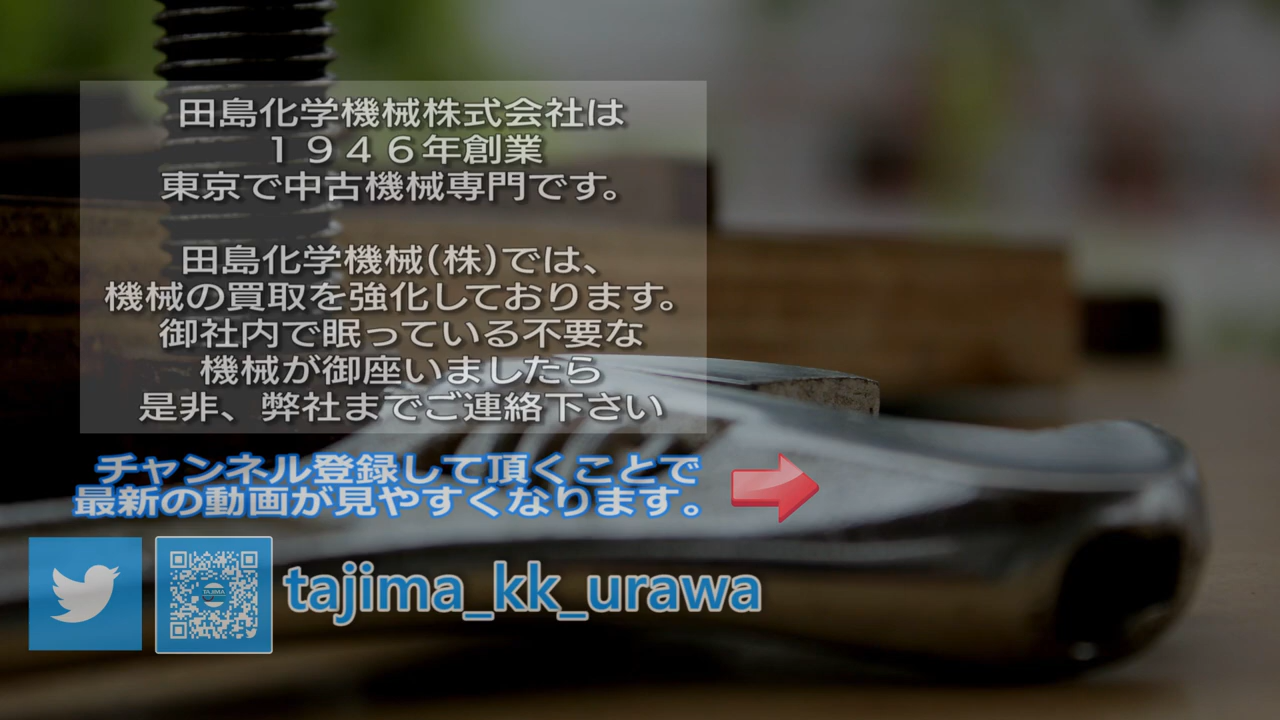 田島化学機械株式会社は
１９４６年創業
東京で中古機械専門です。
田島化学機械(株)では、
機械の買取を強化しております。
御社内で眠っている不要な
機械が御座いましたら
是非、弊社までご連絡下さい
チャンネル登録して頂くことで
最新の動画が見やすくなります。
TAJIMA
tajima_kk_urawa